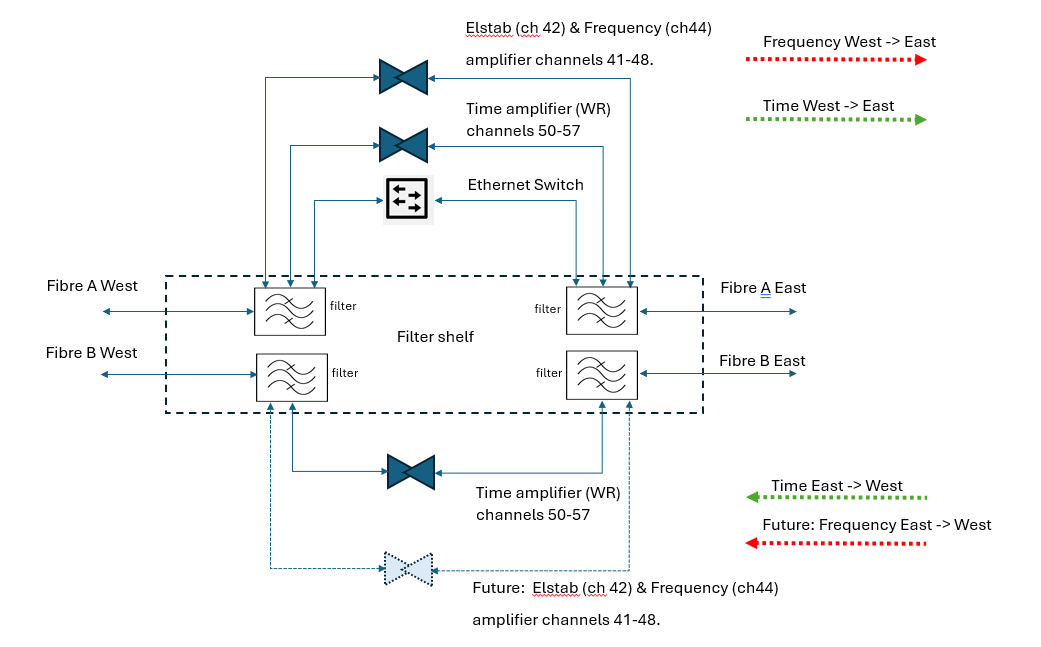 Elstab (ch 42) & Frequency (ch44)
amplifier channels 41-48.
Frequency West -> East
Time West -> East
Time amplifier (WR)
channels 50-57
Ethernet Switch
Fibre A West
Fibre A East
filter
filter
Filter shelf
Fibre B West
Fibre B East
filter
filter
Time amplifier (WR)
channels 50-57
Time East -> West
Future: Frequency East -> West
Future:  Elstab (ch 42) & Frequency (ch44)
amplifier channels 41-48.